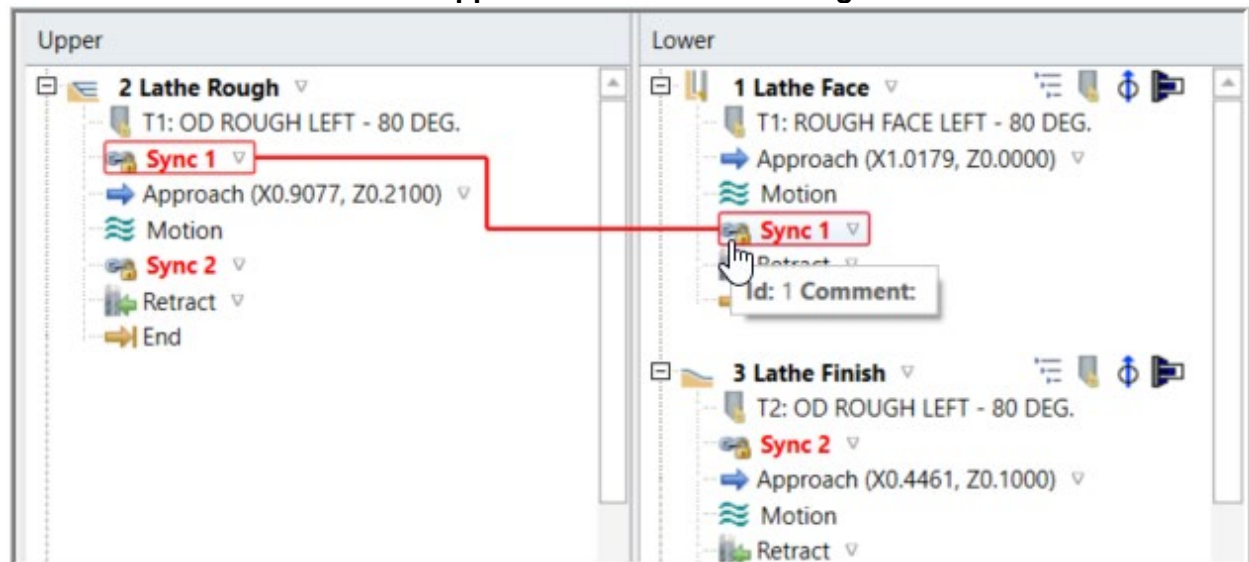 Upper
2 Lathe Rough
T1: OD ROUGH LEFT - 80 DEG.
Sync 1
Approach (X0.9077, Z0.2100)
Motion
Sync 2
Retract
End
Lower
1 Lathe Face
T1: ROUGH FACE LEFT - 80 DEG.
Approach (X1.0179, Z0.0000)
Motion
Sync 1
Retract
Id: 1 Comment:
3 Lathe Finish
T2: OD ROUGH LEFT - 80 DEG.
Sync 2
Approach (X0.4461, Z0.1000)
Motion
Retract